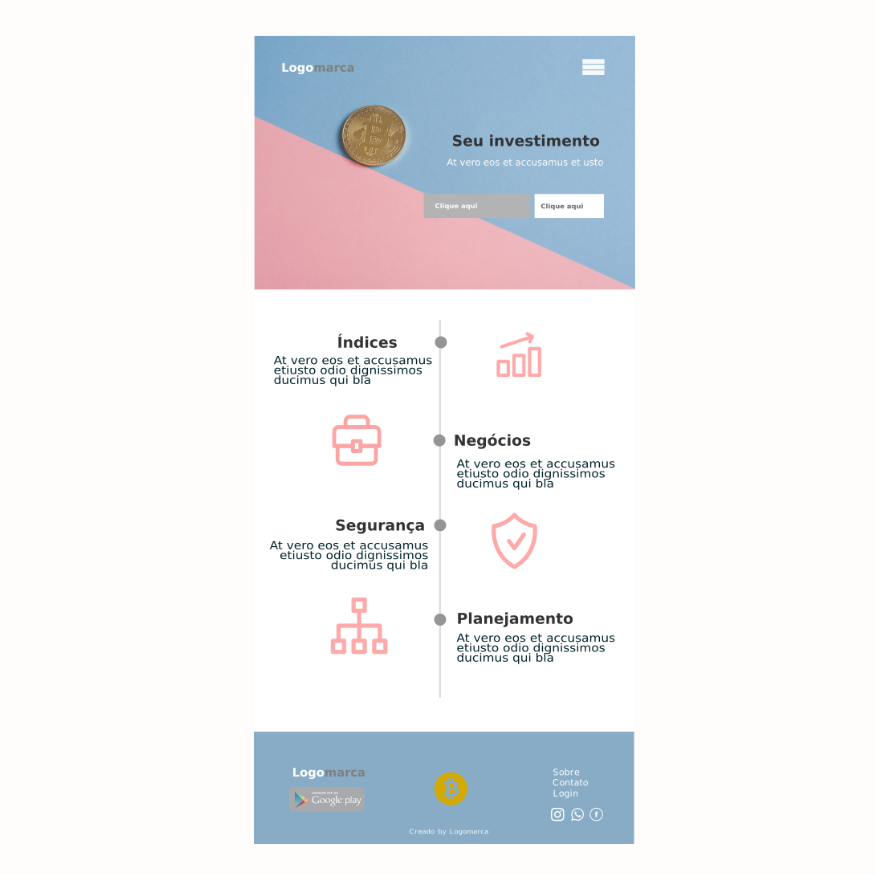 Logomarca
Seu investimento
At vero eos et accusamus et usto
Clique aqui
Clique aqui
Índices
At vero eos et accusamus
etiusto odio dignissimos
ducimus qui bla
Negócios
At vero eos et accusamus
etiusto odio dignissimos
ducimus qui bla
Segurança
At vero eos et accusamus
etiusto odio dignissimos
ducimus qui bla
Planejamento
At vero eos et accusamus
etiusto odio dignissimos
ducimus qui bla
Logomarca
Google play
Sobre
Contato
Login
Creado by Logomarca